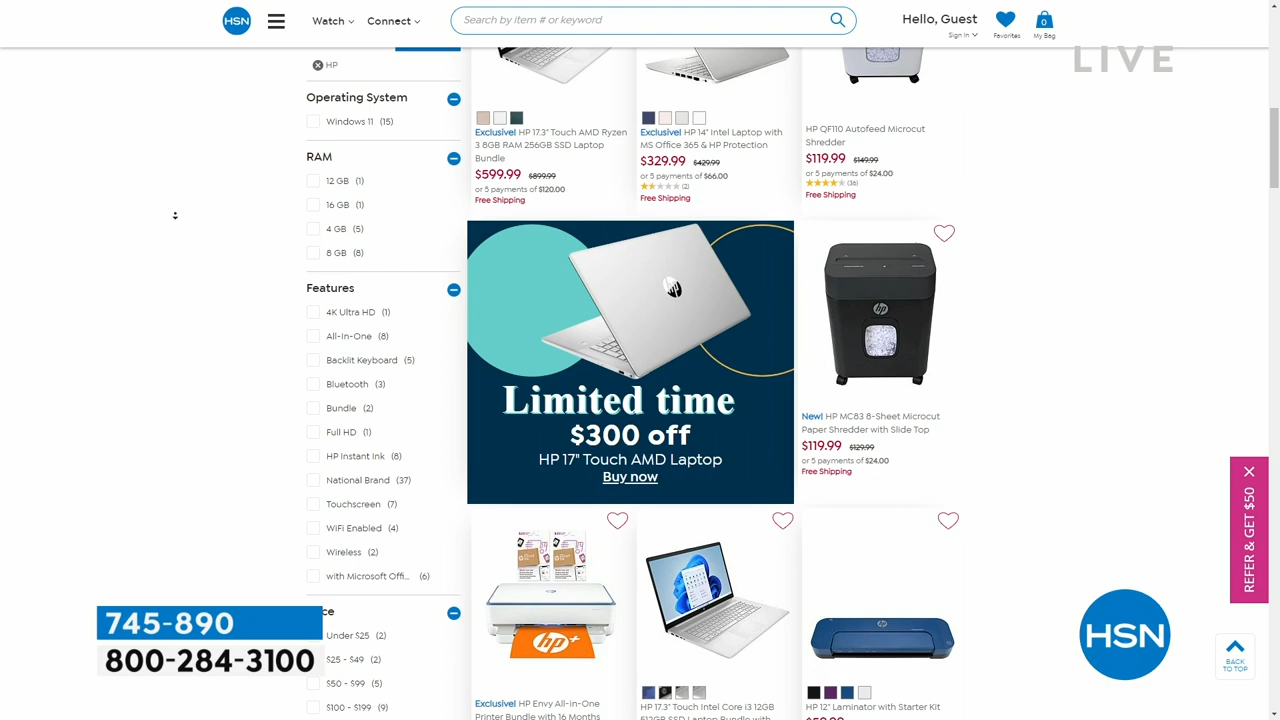 HSN
Watch
Connect
Search by item # or keyword
Hello, Guest
Sign In
Favorites
0
My Bag
LIVE
HP
Operating System
Windows 11 (15)
RAM
12 GB (1)
16 GB (1)
4 GB (5)
8 GB (8)
Features
4K Ultra HD (1)
All-In-One (8)
Backlit Keyboard (5)
Bluetooth (3)
Bundle (2)
Full HD (1)
HP Instant Ink (8)
National Brand (37)
Touchscreen (7)
WiFi Enabled (4)
Wireless (2)
with Microsoft Offi... (6)
ce
Under $25 (2)
$25 - $49 (2)
$50 - $99 (5)
$100 - $199 (9)
745-890
800-284-3100
Exclusive! HP 17.3" Touch AMD Ryzen
3 8GB RAM 256GB SSD Laptop
Bundle
$599.99 $899.99
or 5 payments of $120.00
Free Shipping
Exclusive! HP 14" Intel Laptop with
MS Office 365 & HP Protection
$329.99 $429.99
or 5 payments of $66.00
(2)
Free Shipping
HP QF110 Autofeed Microcut
Shredder
$119.99 $149.99
or 5 payments of $24.00
(36)
Free Shipping
hp
Limited time
$300 off
HP 17" Touch AMD Laptop
Buy now
hp
New! HP MC83 8-Sheet Microcut
Paper Shredder with Slide Top
$119.99 $129.99
or 5 payments of $24.00
Free Shipping
hp+
Exclusive! HP Envy All-in-One
Printer Bundle with 16 Months
HP 17.3" Touch Intel Core i3 12GB
512GB SSD Laptop Bundle with
hp
HP 12" Laminator with Starter Kit
REFER & GET $50
HSN
BACK
TO TOP